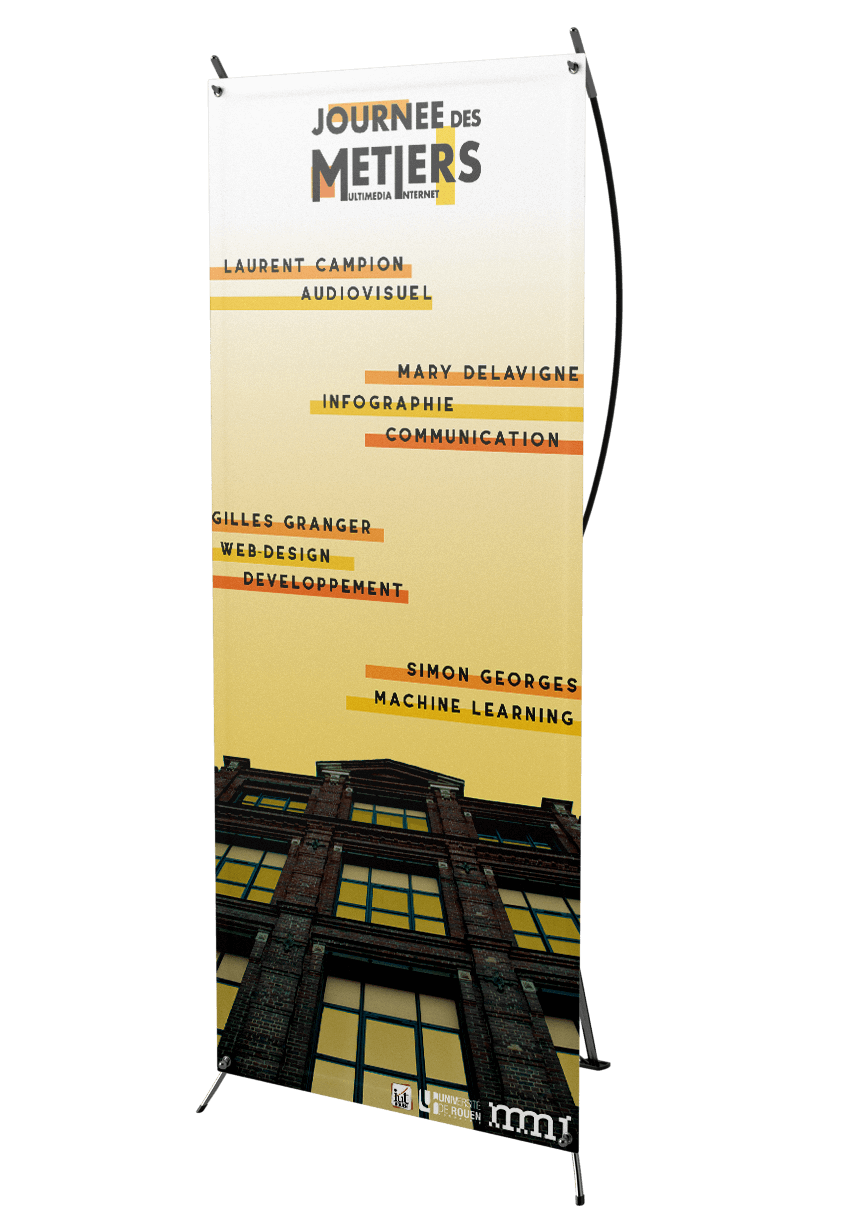 JOURNEE DES
METIERS
MULTIMEDIA INTERNET
LAURENT CAMPION
AUDIOVISUEL
MARY DELAVIGNE
INFOGRAPHIE
COMMUNICATION
GILLES GRANGER
WEB-DESIGN
DEVELOPPEMENT
SIMON GEORGES
MACHINE LEARNING
iut
UNIVERSITÉ
DE ROUEN
mmi